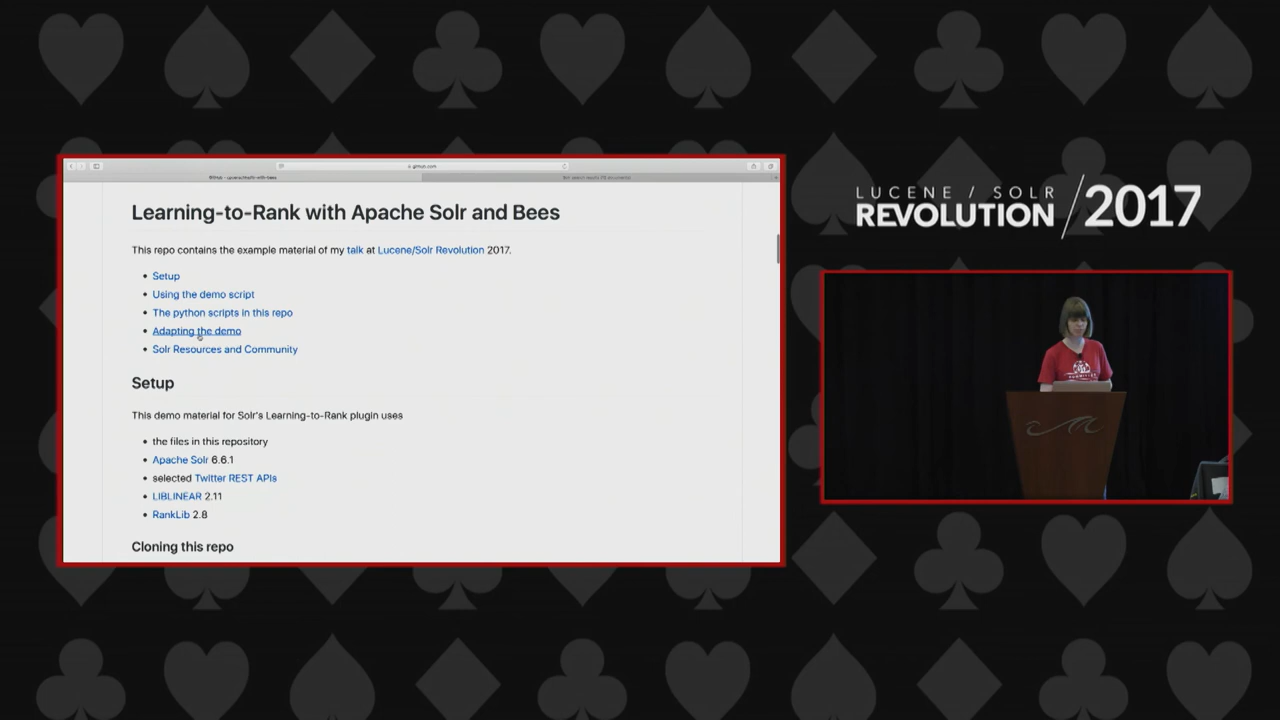 github.com
Learning-to-Rank with Apache Solr and Bees
This repo contains the example material of my talk at Lucene/Solr Revolution 2017.
• Setup
• Using the demo script
• The python scripts in this repo
• Adapting the demo
• Solr Resources and Community
Setup
This demo material for Solr's Learning-to-Rank plugin uses
• the files in this repository
• Apache Solr 6.6.1
• selected Twitter REST APIs
• LIBLINEAR 2.11
• RankLib 2.8
Cloning this repo
LUCENE / SOLR
REVOLUTION / 2017